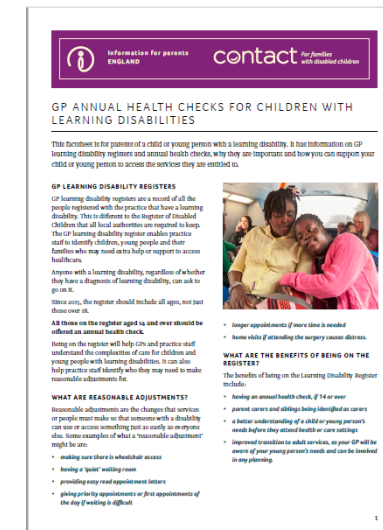 Information for parents
ENGLAND
contact
For families
with disabled children
GP ANNUAL HEALTH CHECKS FOR CHILDREN WITH
LEARNING DISABILITIES
This factsheet is for parents of a child or young person with a learning disability. It has information on GP
learning disability registers and annual health checks, why they are important and how you can support your
child or young person to access the services they are entitled to.
GP LEARNING DISABILITY REGISTERS
GP learning disability registers are a record of all the
people registered with the practice that have a learning
disability. This is different to the Register of Disabled
Children that all local authorities are required to keep.
The GP learning disability register enables practice
staff to identify children, young people and their
families who may need extra help or support to access
healthcare.
Anyone with a learning disability, regardless of whether
they have a diagnosis of learning disability, can ask to
go on it.
Since 2015, the register should include all ages, not just
those over 18.
All those on the register aged 14 and over should be
offered an annual health check.
Being on the register will help GPs and practice staff
understand the complexities of care for children and
young people with learning disabilities. It can also
help practice staff identify who they may need to make
reasonable adjustments for.
WHAT ARE REASONABLE ADJUSTMENTS?
Reasonable adjustments are the changes that services
or people must make so that someone with a disability
can use or access something just as easily as everyone
else. Some examples of what a 'reasonable adjustment'
might be are:
• making sure there is wheelchair access
• having a 'quiet' waiting room
• providing easy read appointment letters
• giving priority appointments or first appointments of
the day if waiting is difficult
• longer appointments if more time is needed
• home visits if attending the surgery causes distress.
WHAT ARE THE BENEFITS OF BEING ON THE
REGISTER?
The benefits of being on the Learning Disability Register
include:
• having an annual health check, if 14 or over
• parent carers and siblings being identified as carers
• a better understanding of a child or young person's
needs before they attend health or care settings
• improved transition to adult services, as your GP will be
aware of your young person's needs and can be involved
in any planning.
1